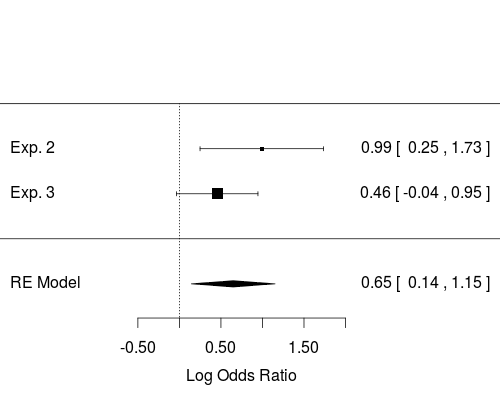 Exp. 2 0.99 [ 0.25 , 1.73 ]
Exp. 3 0.46 [ -0.04 , 0.95 ]
RE Model 0.65 [ 0.14 , 1.15 ]
-0.50 0.50 1.50
Log Odds Ratio